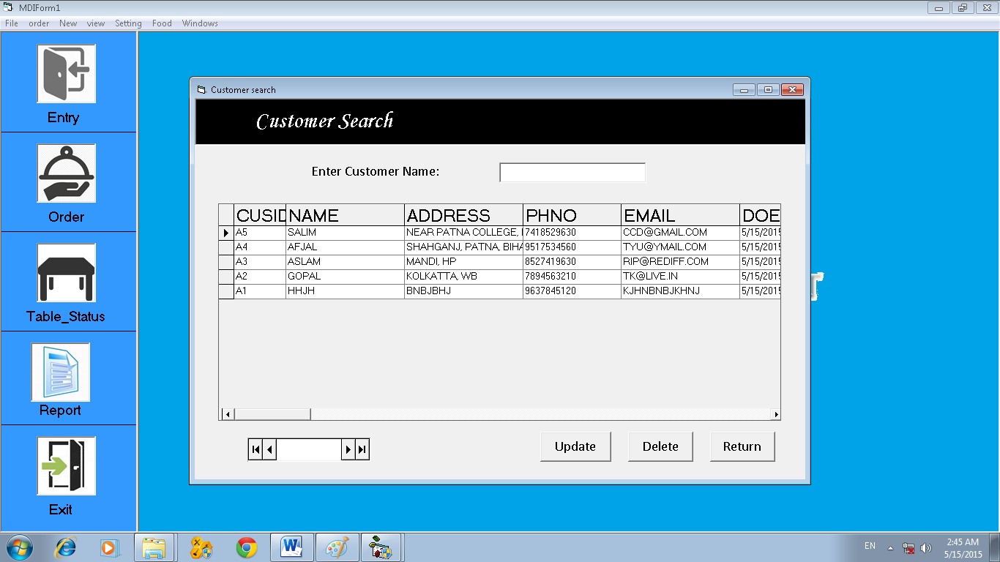 MDIForm1
File order New view Setting Food Windows
Entry
Order
Table_Status
Report
Exit
Customer search
Customer Search
Enter Customer Name:
CUSID NAME ADDRESS PHNO EMAIL DOE
A5 SALIM NEAR PATNA COLLEGE, 7418529630 CCD@GMAIL.COM 5/15/2015
A4 AFJAL SHAHGANJ, PATNA, BIHA 9517534560 TYU@YMAIL.COM 5/15/2015
A3 ASLAM MANDI, HP 8527419630 RIP@REDIFF.COM 5/15/2015
A2 GOPAL KOLKATTA, WB 7894563210 TK@LIVE.IN 5/15/2015
A1 HHJH BNBJBHJ 9637845120 KJHNBNBJKHNJ 5/15/2015
Update Delete Return
T
EN
2:45 AM
5/15/2015